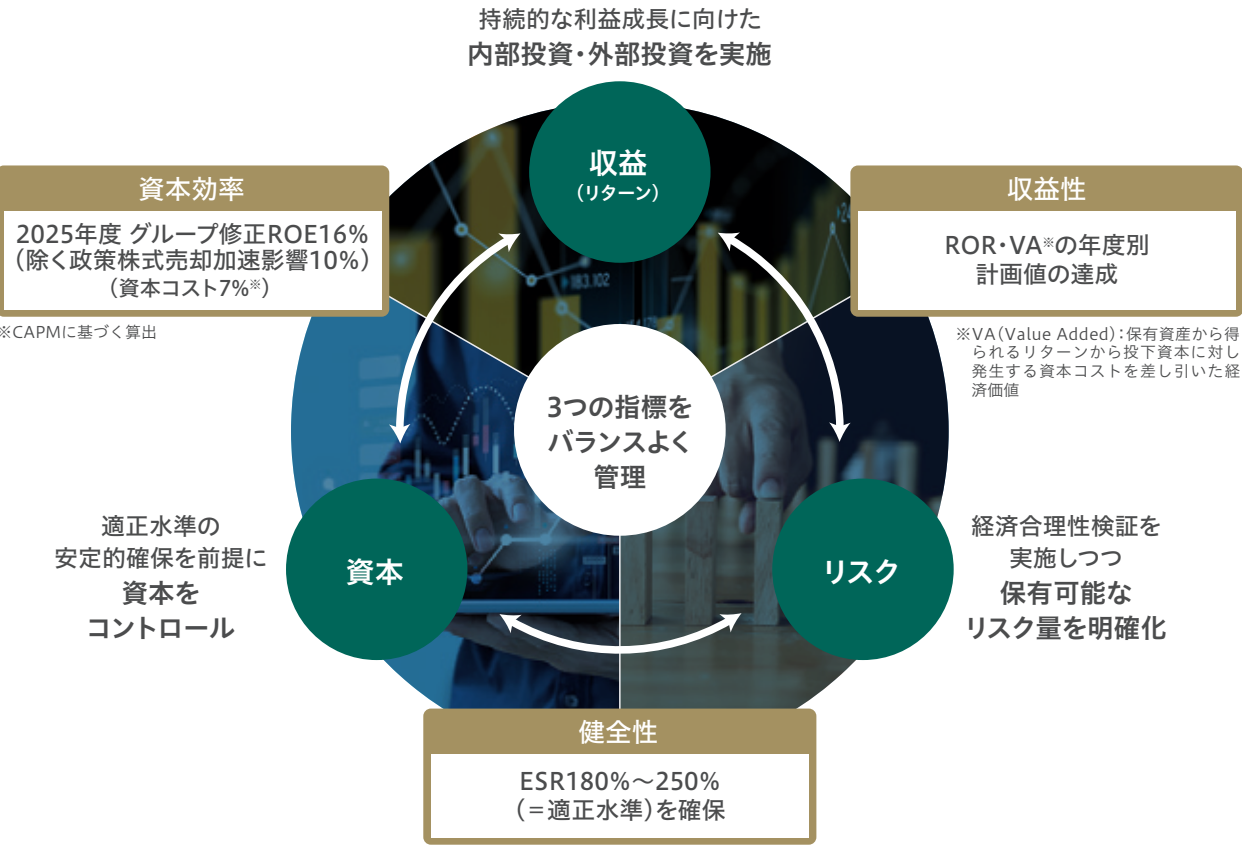 持続的な利益成長に向けた
内部投資・外部投資を実施
収益
（リターン）
資本効率
2025年度 グループ修正ROE16%
（除く政策株式売却加速影響10%）
（資本コスト7%※）
※CAPMに基づく算出
収益性
ROR・VA※の年度別
計画値の達成
※VA（Value Added）：保有資産から得
られるリターンから投下資本に対し
発生する資本コストを差し引いた経
済価値
183.102
3つの指標を
バランスよく
管理
適正水準の
安定的確保を前提に
資本を
コントロール
資本
リスク
経済合理性検証を
実施しつつ
保有可能な
リスク量を明確化
健全性
ESR180%～250%
（＝適正水準）を確保